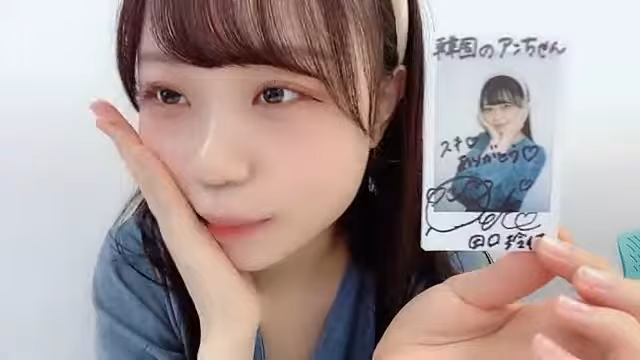 韓国のアンちゃん
スキ♡
ありがとう♡
田口